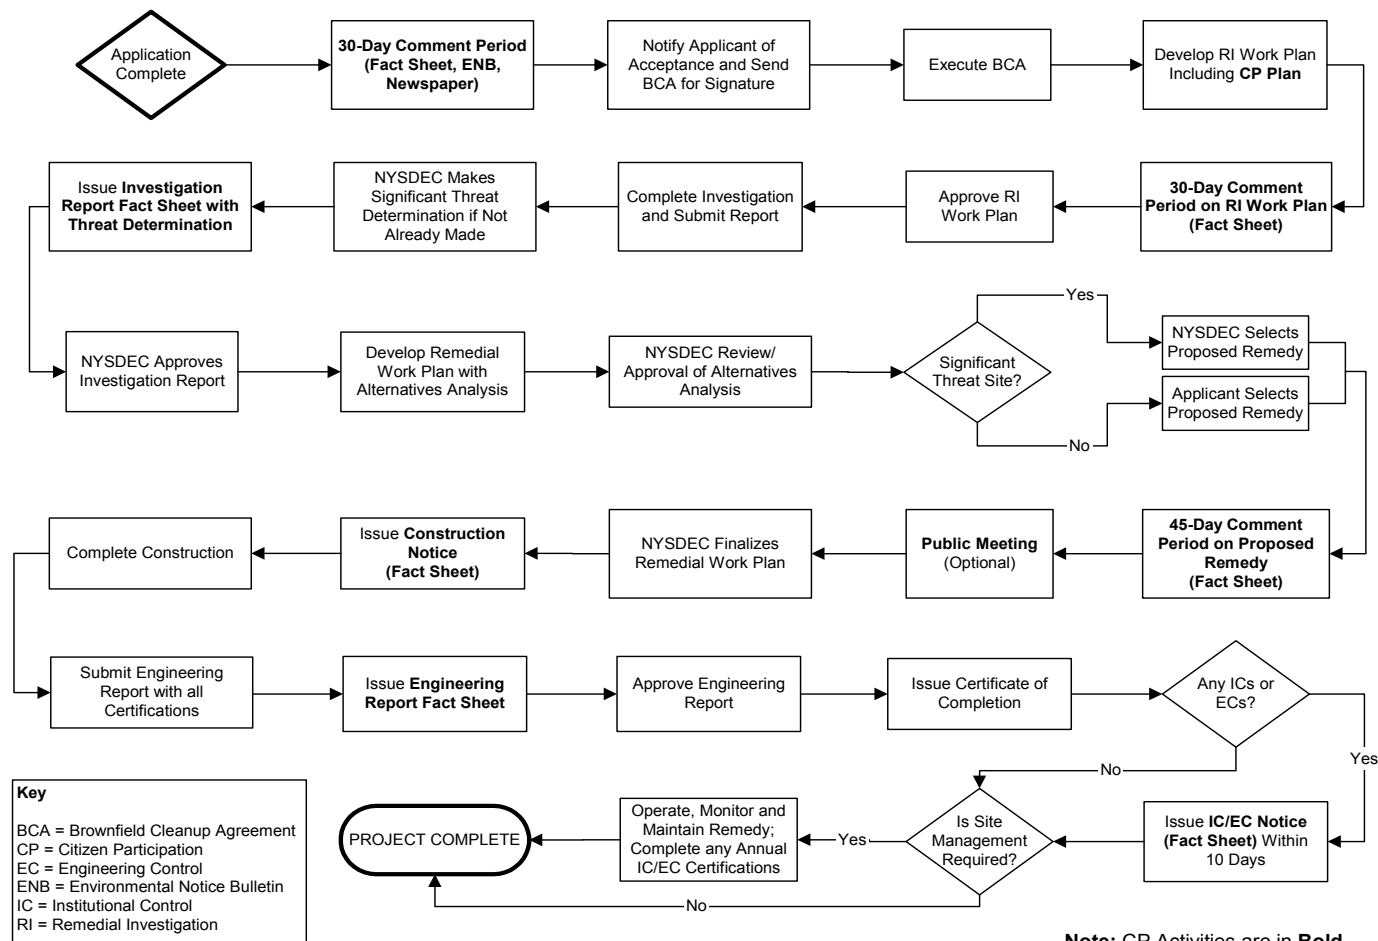 Application
Complete
30-Day Comment Period
(Fact Sheet, ENB,
Newspaper)
Notify Applicant of
Acceptance and Send
BCA for Signature
Execute BCA
Develop RI Work Plan
Including CP Plan
Issue Investigation
Report Fact Sheet with
Threat Determination
NYSDEC Makes
Significant Threat
Determination if Not
Already Made
Complete Investigation
and Submit Report
Approve RI
Work Plan
30-Day Comment
Period on RI Work Plan
(Fact Sheet)
NYSDEC Approves
Investigation Report
Develop Remedial
Work Plan with
Alternatives Analysis
NYSDEC Review/
Approval of Alternatives
Analysis
Significant
Threat Site?
Yes
No
NYSDEC Selects
Proposed Remedy
Applicant Selects
Proposed Remedy
Complete Construction
Issue Construction
Notice
(Fact Sheet)
NYSDEC Finalizes
Remedial Work Plan
Public Meeting
(Optional)
45-Day Comment
Period on Proposed
Remedy
(Fact Sheet)
Submit Engineering
Report with all
Certifications
Issue Engineering
Report Fact Sheet
Approve Engineering
Report
Issue Certificate of
Completion
Any ICs or
ECs?
Yes
No
Key
BCA = Brownfield Cleanup Agreement
CP = Citizen Participation
EC = Engineering Control
ENB = Environmental Notice Bulletin
IC = Institutional Control
RI = Remedial Investigation
PROJECT COMPLETE
Operate, Monitor and
Maintain Remedy;
Complete any Annual
IC/EC Certifications
Yes
Is Site
Management
Required?
Issue IC/EC Notice
(Fact Sheet) Within
10 Days
No
Note: CP Activities are in Bold